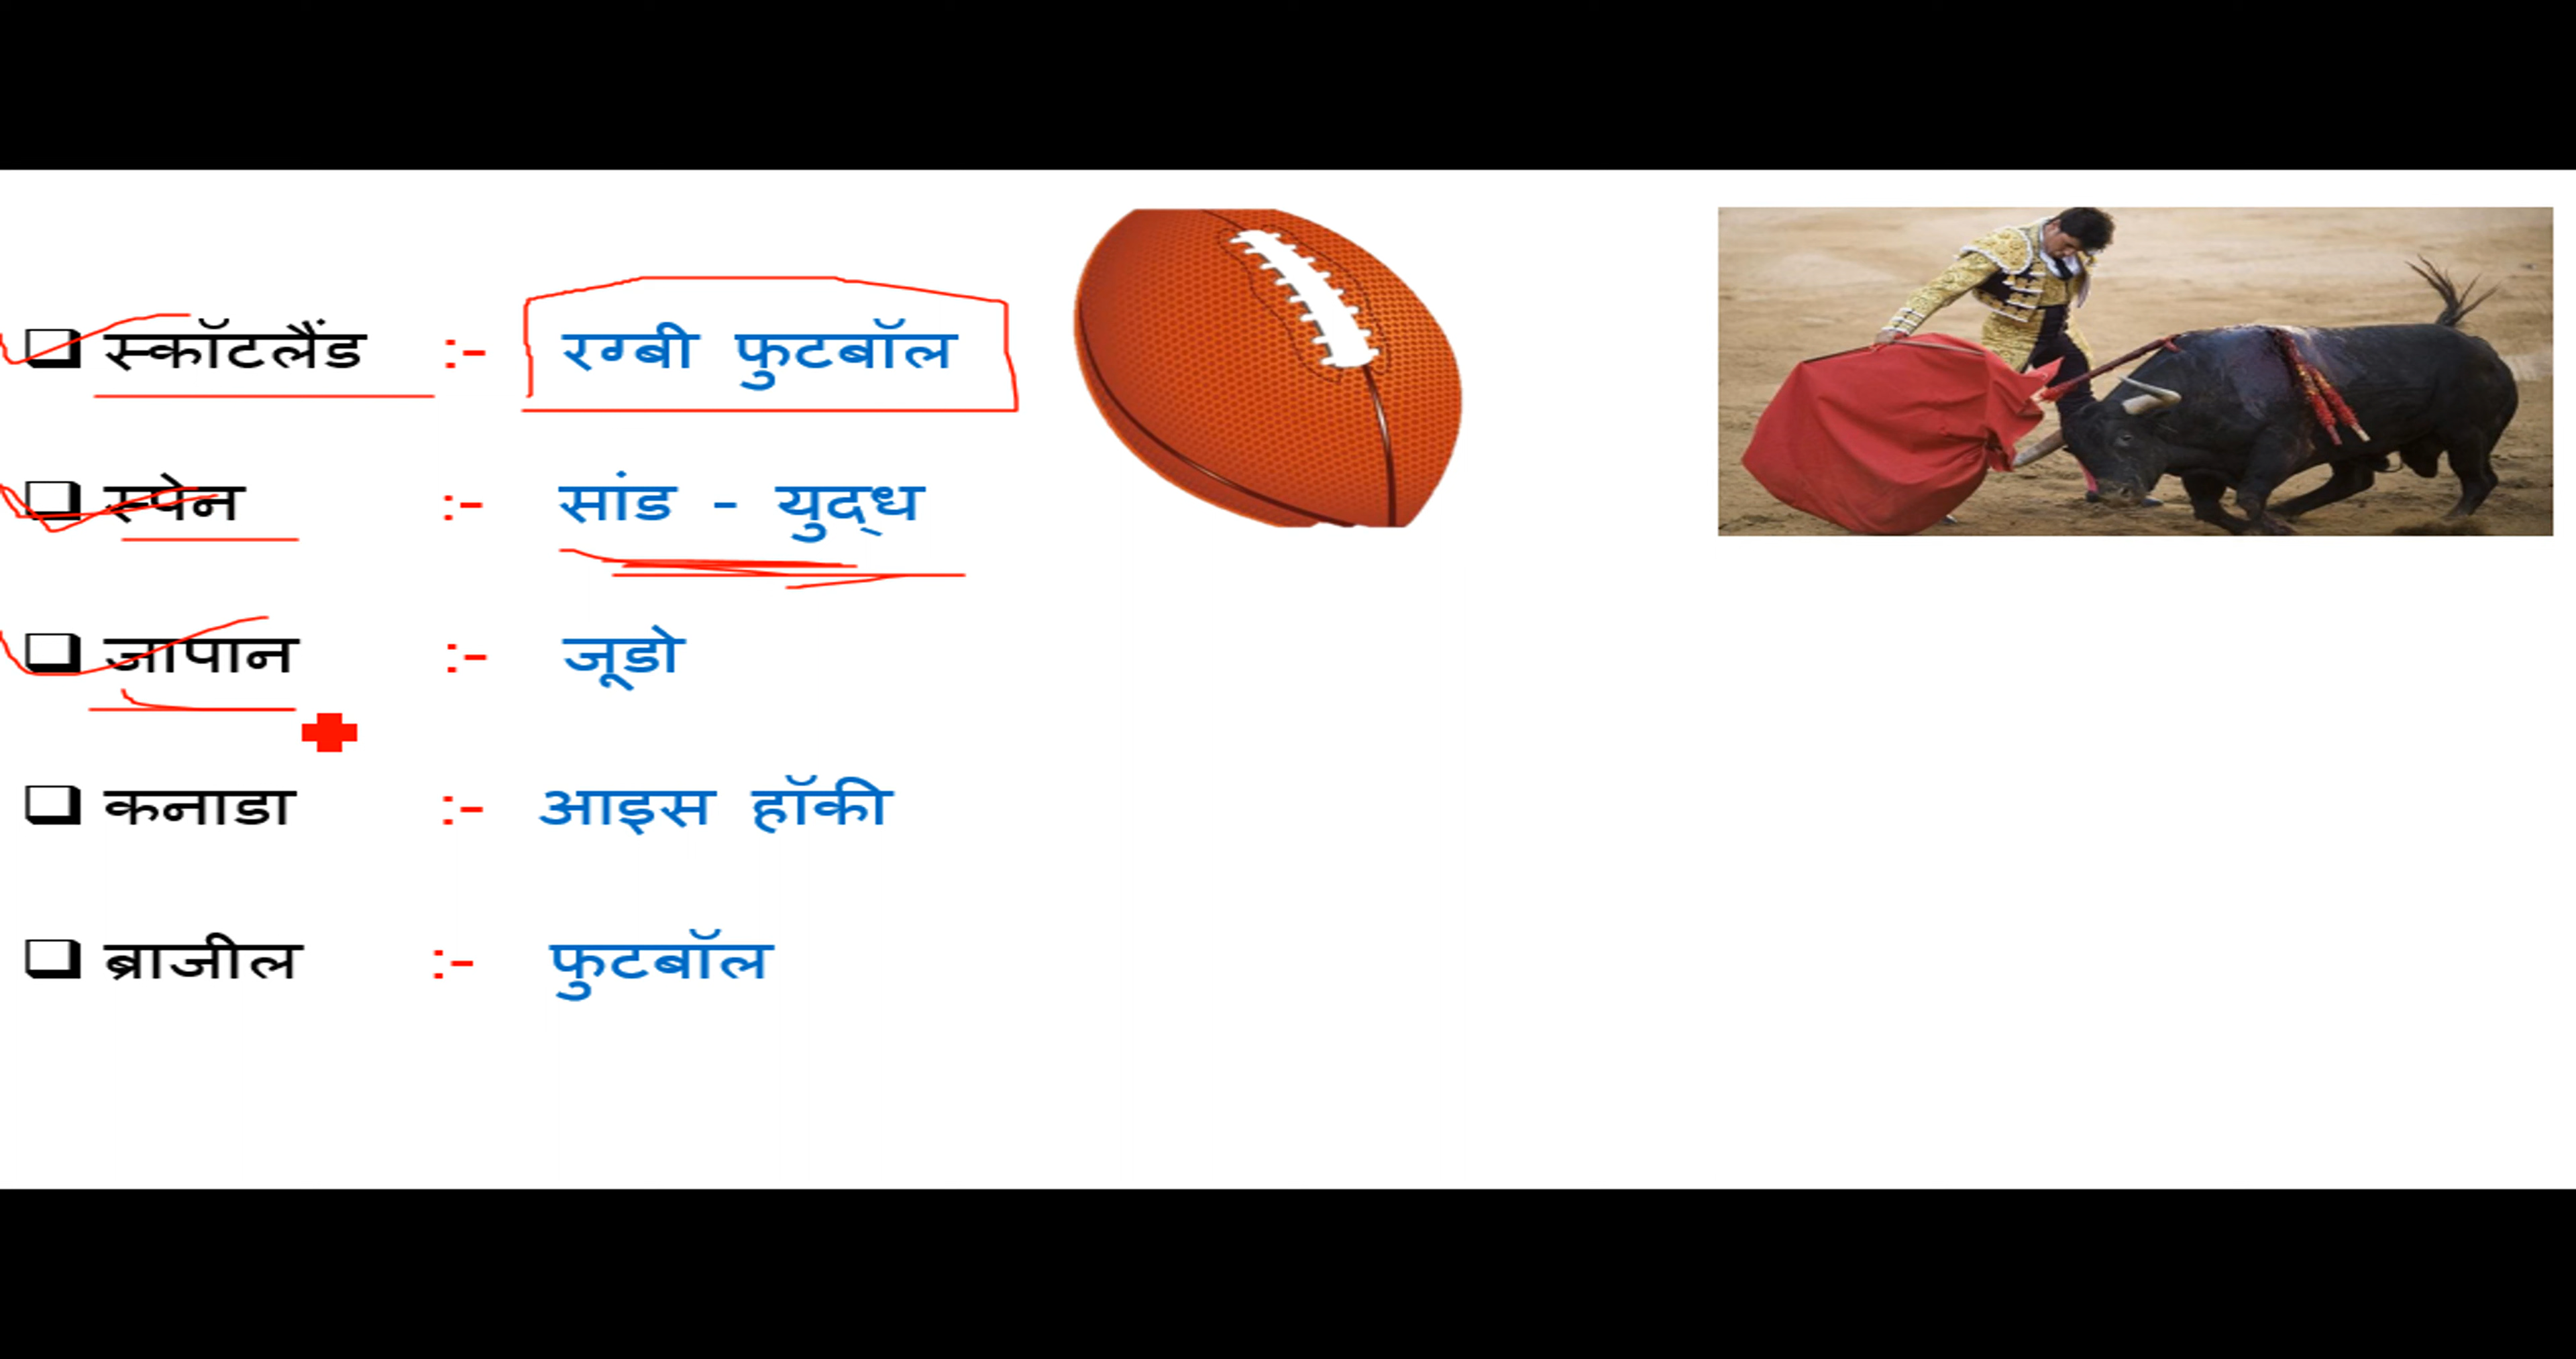 स्कॉटलैंड :- रग्बी फुटबॉल
स्पेन :- सांड - युद्ध
जापान :- जूडो
कनाडा :- आइस हॉकी
ब्राजील :- फुटबॉल